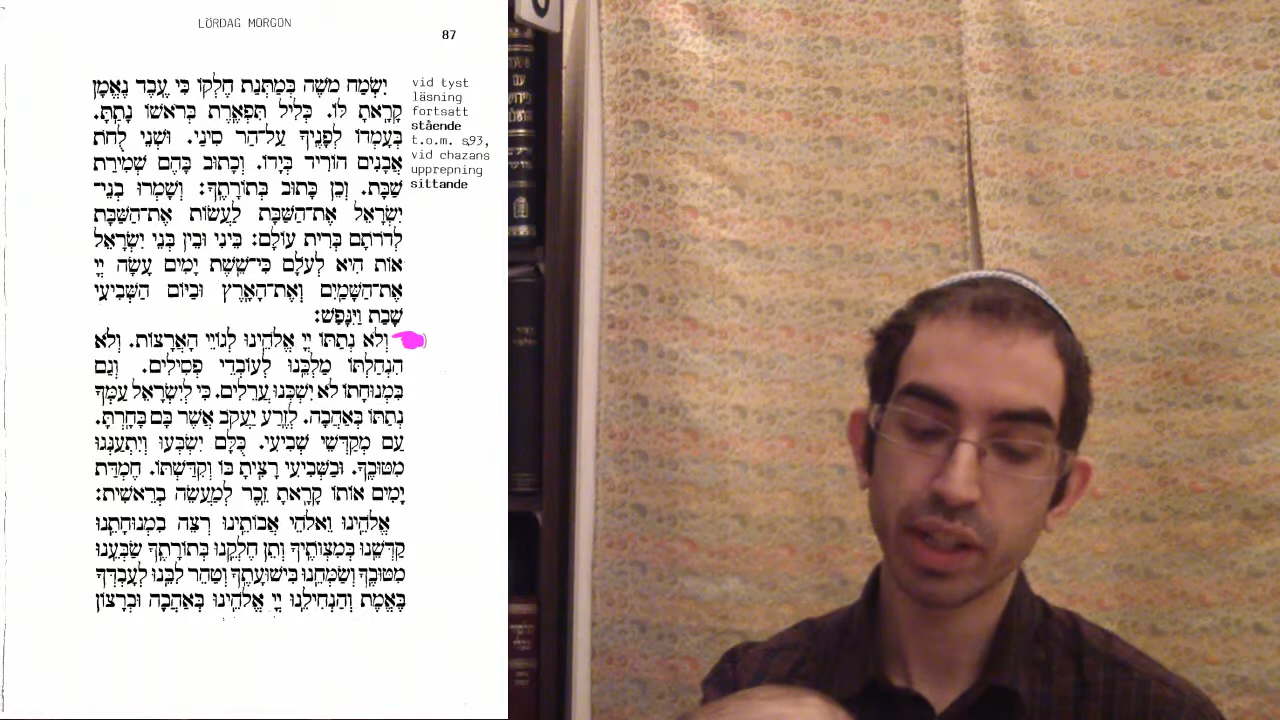 LÖRDAG MORGON
87
יִשְׂמַח מֹשֶׁה בְּמַתְּנַת חֶלְקוֹ כִּי עֶבֶד נֶאֱמָן
קָרָאתָ לּוֹ. כְּלִיל תִּפְאֶרֶת בְּרֹאשׁוֹ נָתַתָּ.
בְּעָמְדוֹ לְפָנֶיךָ עַל־הַר סִינַי. וּשְׁנֵי לֻחֹת
אֲבָנִים הוֹרִיד בְּיָדוֹ. וְכָתוּב בָּהֶם שְׁמִירַת
שַׁבָּת. וְכֵן כָּתוּב בְּתוֹרָתֶךָ: וְשָׁמְרוּ בְנֵי־
יִשְׂרָאֵל אֶת־הַשַּׁבָּת לַעֲשׂוֹת אֶת־הַשַּׁבָּת
לְדֹרֹתָם בְּרִית עוֹלָם: בֵּינִי וּבֵין בְּנֵי יִשְׂרָאֵל
אוֹת הִיא לְעֹלָם כִּי־שֵׁשֶׁת יָמִים עָשָׂה יְיָ
אֶת־הַשָּׁמַיִם וְאֶת־הָאָרֶץ וּבַיּוֹם הַשְּׁבִיעִי
שָׁבַת וַיִּנָּפַשׁ:
וְלֹא נְתַתּוֹ יְיָ אֱלֹהֵינוּ לְגוֹיֵי הָאֲרָצוֹת. וְלֹא
הִנְחַלְתּוֹ מַלְכֵּנוּ לְעוֹבְדֵי פְסִילִים. וְגַם
בִּמְנוּחָתוֹ לֹא יִשְׁכְּנוּ עֲרֵלִים. כִּי לְיִשְׂרָאֵל עַמְּךָ
נְתַתּוֹ בְּאַהֲבָה. לְזֶרַע יַעֲקֹב אֲשֶׁר בָּם בָּחָרְתָּ.
עַם מְקַדְּשֵׁי שְׁבִיעִי. כֻּלָּם יִשְׂבְּעוּ וְיִתְעַנְּגוּ
מִטּוּבֶךָ. וּבַשְּׁבִיעִי רָצִיתָ בּוֹ וְקִדַּשְׁתּוֹ. חֶמְדַּת
יָמִים אוֹתוֹ קָרָאתָ זֵכֶר לְמַעֲשֵׂה בְרֵאשִׁית:
אֱלֹהֵינוּ וֵאלֹהֵי אֲבוֹתֵינוּ רְצֵה בִמְנוּחָתֵנוּ
קַדְּשֵׁנוּ בְּמִצְוֹתֶיךָ וְתֵן חֶלְקֵנוּ בְּתוֹרָתֶךָ שַׂבְּעֵנוּ
מִטּוּבֶךָ וְשַׂמְּחֵנוּ בִּישׁוּעָתֶךָ וְטַהֵר לִבֵּנוּ לְעָבְדְּךָ
בֶּאֱמֶת וְהַנְחִילֵנוּ יְיָ אֱלֹהֵינוּ בְּאַהֲבָה וּבְרָצוֹן
vid tyst
läsning
fortsatt
stående
t.o.m. s93,
vid chazans
upprepning
sittande